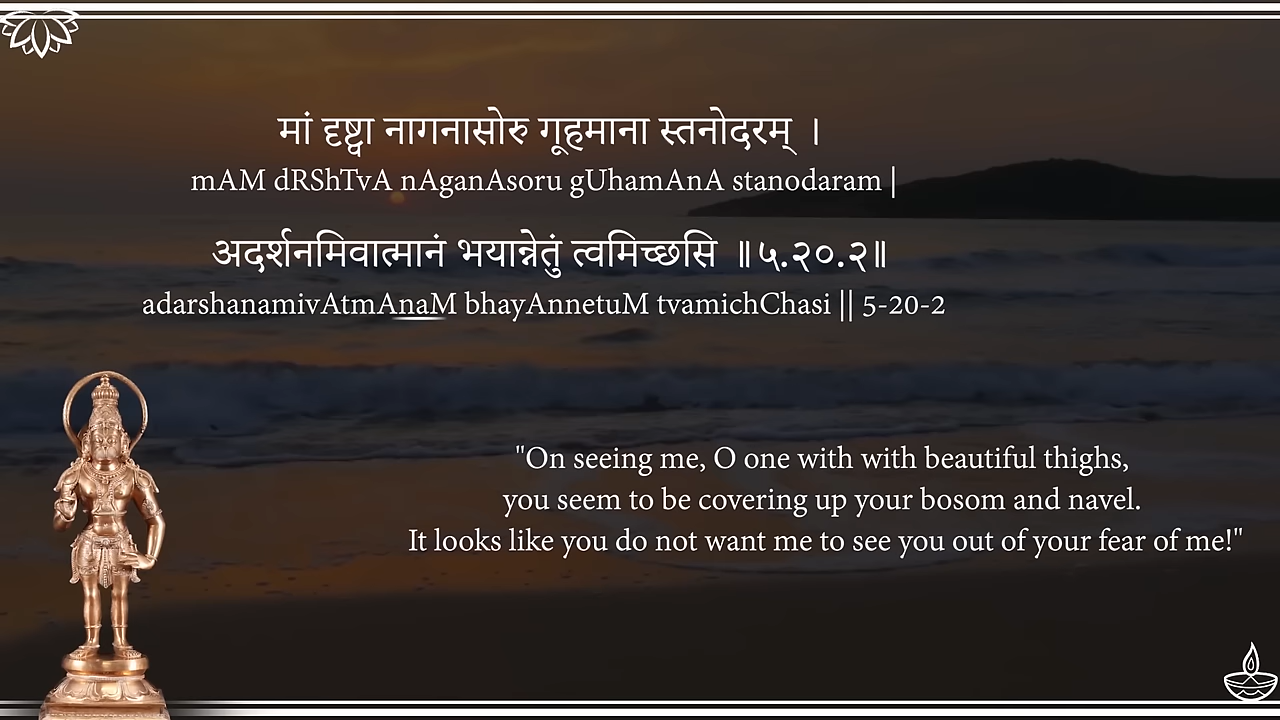 मां दृष्ट्वा नागनासोरु गूहमाना स्तनोदरम् ।
mAM dRShTvA nAganAsoru gUhamAnA stanodaram |
अदर्शनमिवात्मानं भयान्नेतुं त्वमिच्छसि ॥५.२०.२॥
adarshanamivAtmAnaM bhayAnnetuM tvamichChasi || 5-20-2
"On seeing me, O one with with beautiful thighs,
you seem to be covering up your bosom and navel.
It looks like you do not want me to see you out of your fear of me!"